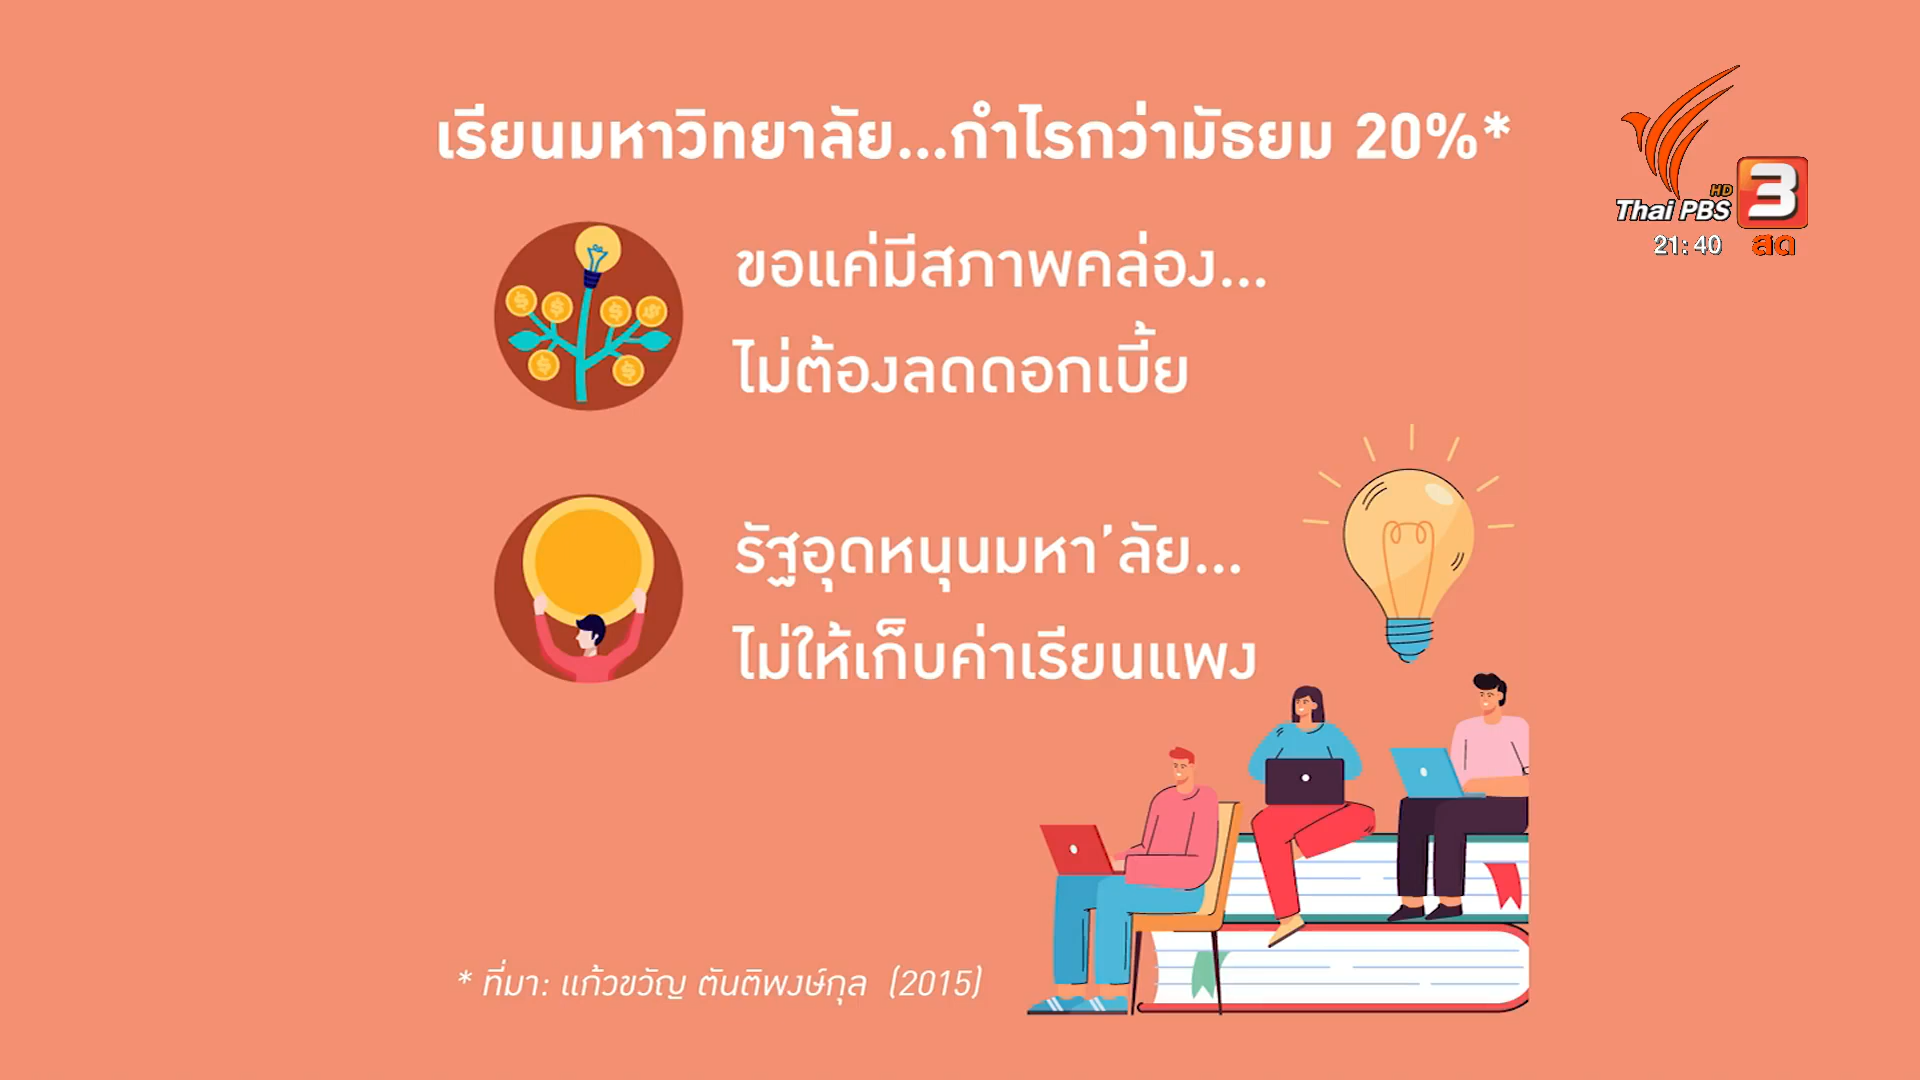 เรียนมหาวิทยาลัย...กำไรกว่ามัธยม 20%*
HD
Thai PBS 3
21:40 สด
ขอแค่มีสภาพคล่อง...
ไม่ต้องลดดอกเบี้ย
รัฐอุดหนุนมหา'ลัย...
ไม่ให้เก็บค่าเรียนแพง
* ที่มา: แก้วขวัญ ตันติพงษ์กุล (2015)